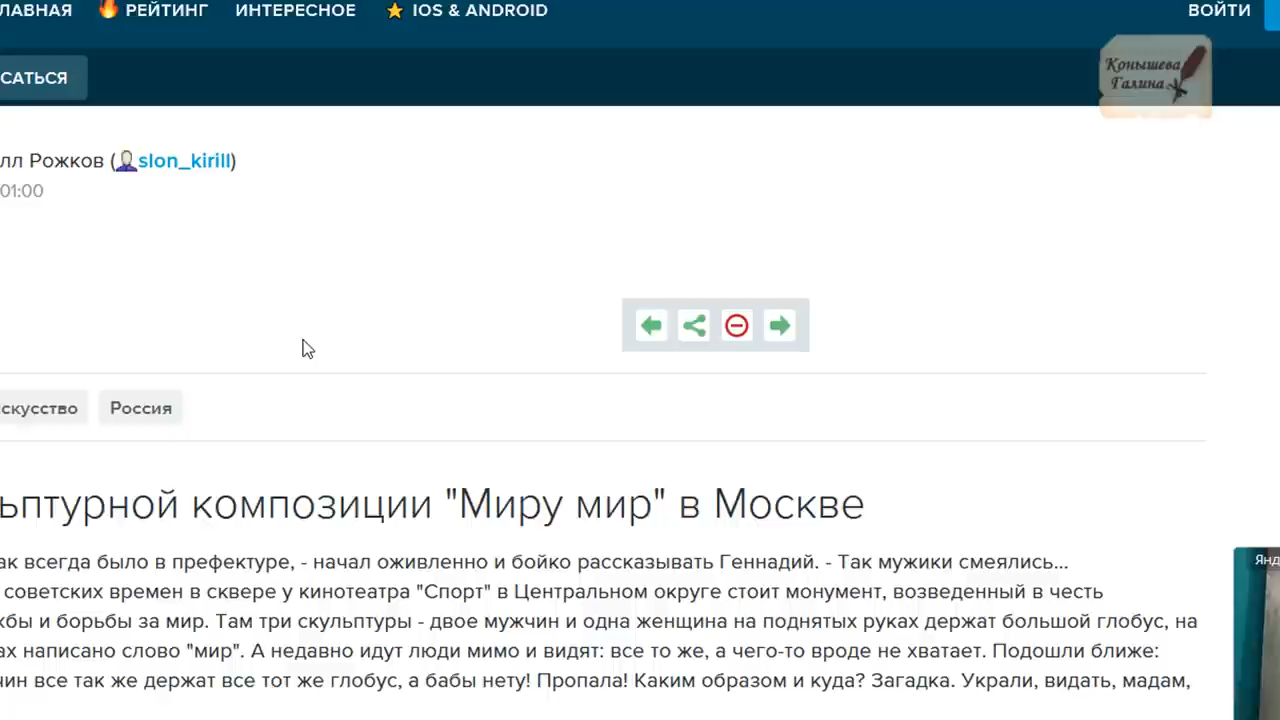 ЛАВНАЯ РЕЙТИНГ ИНТЕРЕСНОЕ IOS & ANDROID ВОЙТИ
САТЬСЯ
Конышева
Галина
лл Рожков (slon_kirill)
01:00
скусство Россия
ьптурной композиции "Миру мир" в Москве
ак всегда было в префектуре, - начал оживленно и бойко рассказывать Геннадий. - Так мужики смеялись...
советских времен в сквере у кинотеатра "Спорт" в Центральном округе стоит монумент, возведенный в честь
жбы и борьбы за мир. Там три скульптуры - двое мужчин и одна женщина на поднятых руках держат большой глобус, на
ах написано слово "мир". А недавно идут люди мимо и видят: все то же, а чего-то вроде не хватает. Подошли ближе:
чин все так же держат все тот же глобус, а бабы нету! Пропала! Каким образом и куда? Загадка. Украли, видать, мадам,
Янд